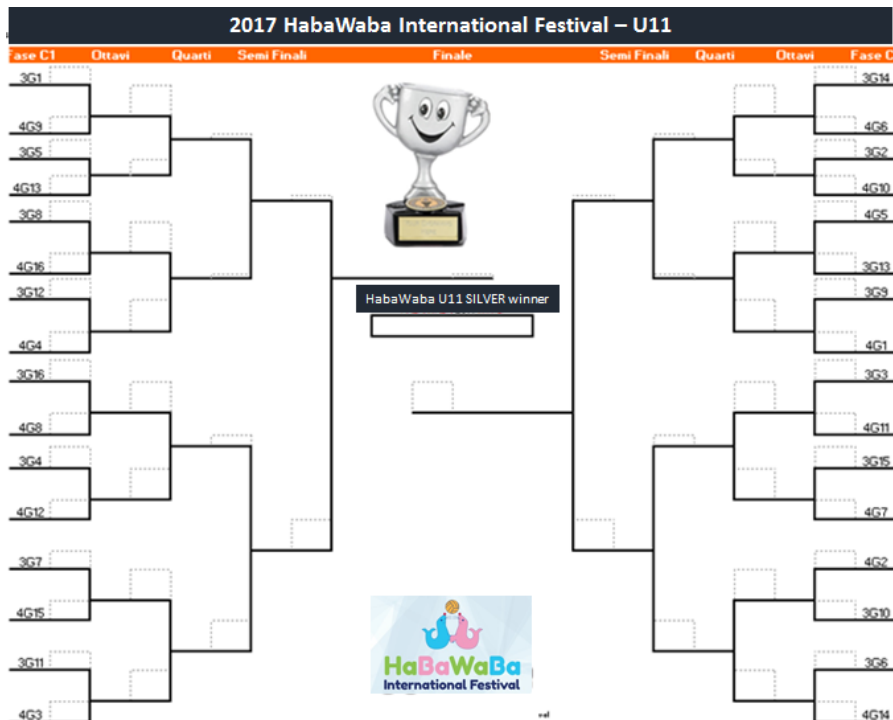 2017 HabaWaba International Festival – U11
Fase C1 Ottavi Quarti Semi Finali Finale Semi Finali Quarti Ottavi Fase C
3G1 3G14
4G9 4G6
3G5 3G2
4G13 4G10
3G8 4G5
4G16 3G13
3G12 3G9
HabaWaba U11 SILVER winner
4G4 4G1
3G16 3G3
4G8 4G11
3G4 3G15
4G12 4G7
3G7 4G2
4G15 3G10
3G11 3G6
HaBaWaBa
International Festival
4G3 4G14